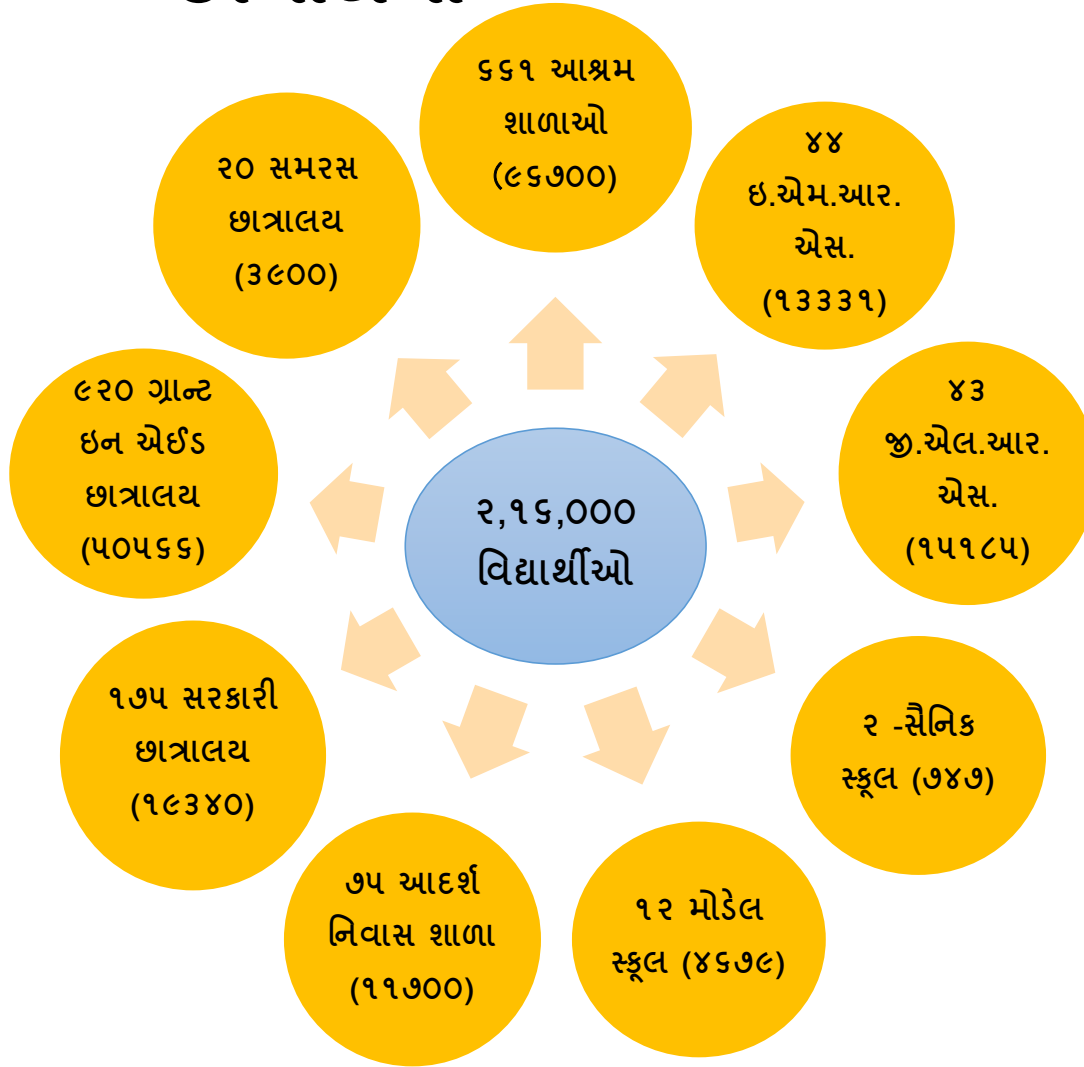 ૬૬૧ આશ્રમ
શાળાઓ
(૯૬૭૦૦)
૪૪
ઇ.એમ.આર.
એસ.
(૧૩૩૩૧)
૪૩
જી.એલ.આર.
એસ.
(૧૫૧૮૫)
૨ -સૈનિક
સ્કૂલ (૭૪૭)
૧૨ મોડેલ
સ્કૂલ (૪૬૭૯)
૭૫ આદર્શ
નિવાસ શાળા
(૧૧૭૦૦)
૧૭૫ સરકારી
છાત્રાલય
(૧૯૩૪૦)
૯૨૦ ગ્રાન્ટ
ઇન એઈડ
છાત્રાલય
(૫૦૫૬૬)
૨૦ સમરસ
છાત્રાલય
(૩૯૦૦)
૨,૧૬,૦૦૦
વિદ્યાર્થીઓ